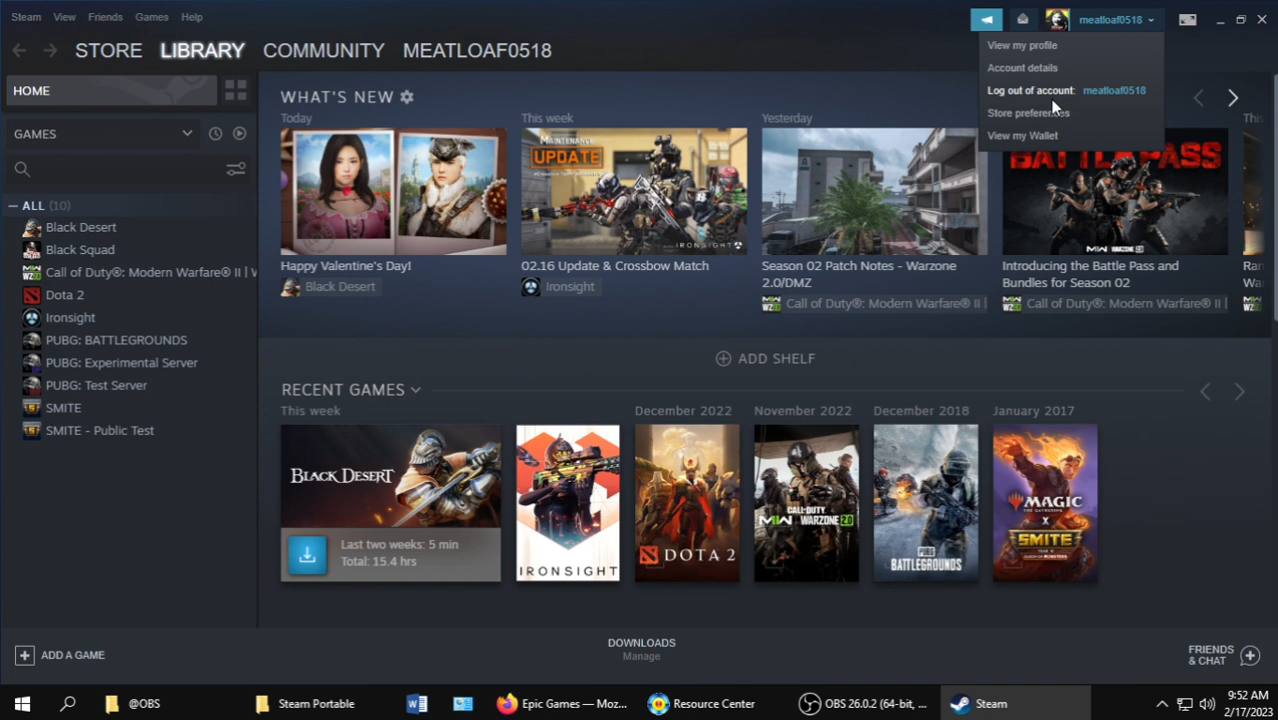 Steam View Friends Games Help
meatloaf0518
STORE LIBRARY COMMUNITY MEATLOAF0518
View my profile
Account details
Log out of account: meatloaf0518
Store preferences
View my Wallet
HOME
GAMES
ALL (10)
Black Desert
Black Squad
Call of Duty®: Modern Warfare® II | W
Dota 2
Ironsight
PUBG: BATTLEGROUNDS
PUBG: Experimental Server
PUBG: Test Server
SMITE
SMITE - Public Test
WHAT'S NEW
Today
Happy Valentine's Day!
Black Desert
This week
Maintenance
UPDATE
IRONSIGHT
02.16 Update & Crossbow Match
Ironsight
Yesterday
Season 02 Patch Notes - Warzone
2.0/DMZ
Call of Duty®: Modern Warfare® II |
BATTLE PASS
Introducing the Battle Pass and
Bundles for Season 02
Call of Duty®: Modern Warfare® II |
ADD SHELF
RECENT GAMES
This week
BLACK DESERT
Last two weeks: 5 min
Total: 15.4 hrs
IRONSIGHT
December 2022
DOTA 2
November 2022
CALL OF DUTY
WARZONE 2.0
December 2018
PUBG
BATTLEGROUNDS
January 2017
MAGIC
THE GATHERING
X
SMITE
ADD A GAME
DOWNLOADS
Manage
FRIENDS
& CHAT
@OBS
Steam Portable
Epic Games — Moz...
Resource Center
OBS 26.0.2 (64-bit, ...
Steam
9:52 AM
2/17/2023